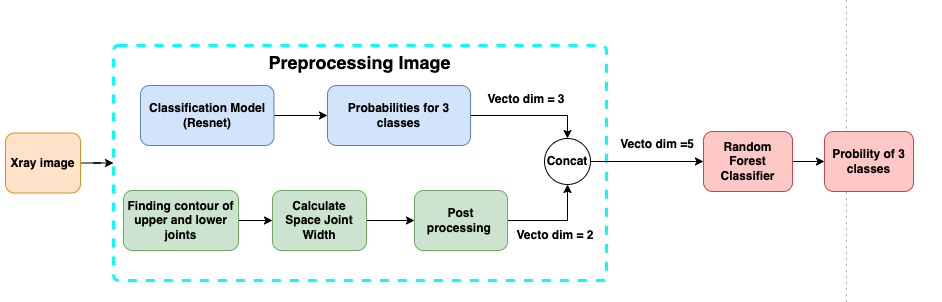 Preprocessing Image
Xray image
Classification Model
(Resnet)
Probabilities for 3
classes
Vecto dim = 3
Finding contour of
upper and lower
joints
Calculate
Space Joint
Width
Post
processing
Vecto dim = 2
Concat
Vecto dim =5
Random
Forest
Classifier
Probility of 3
classes